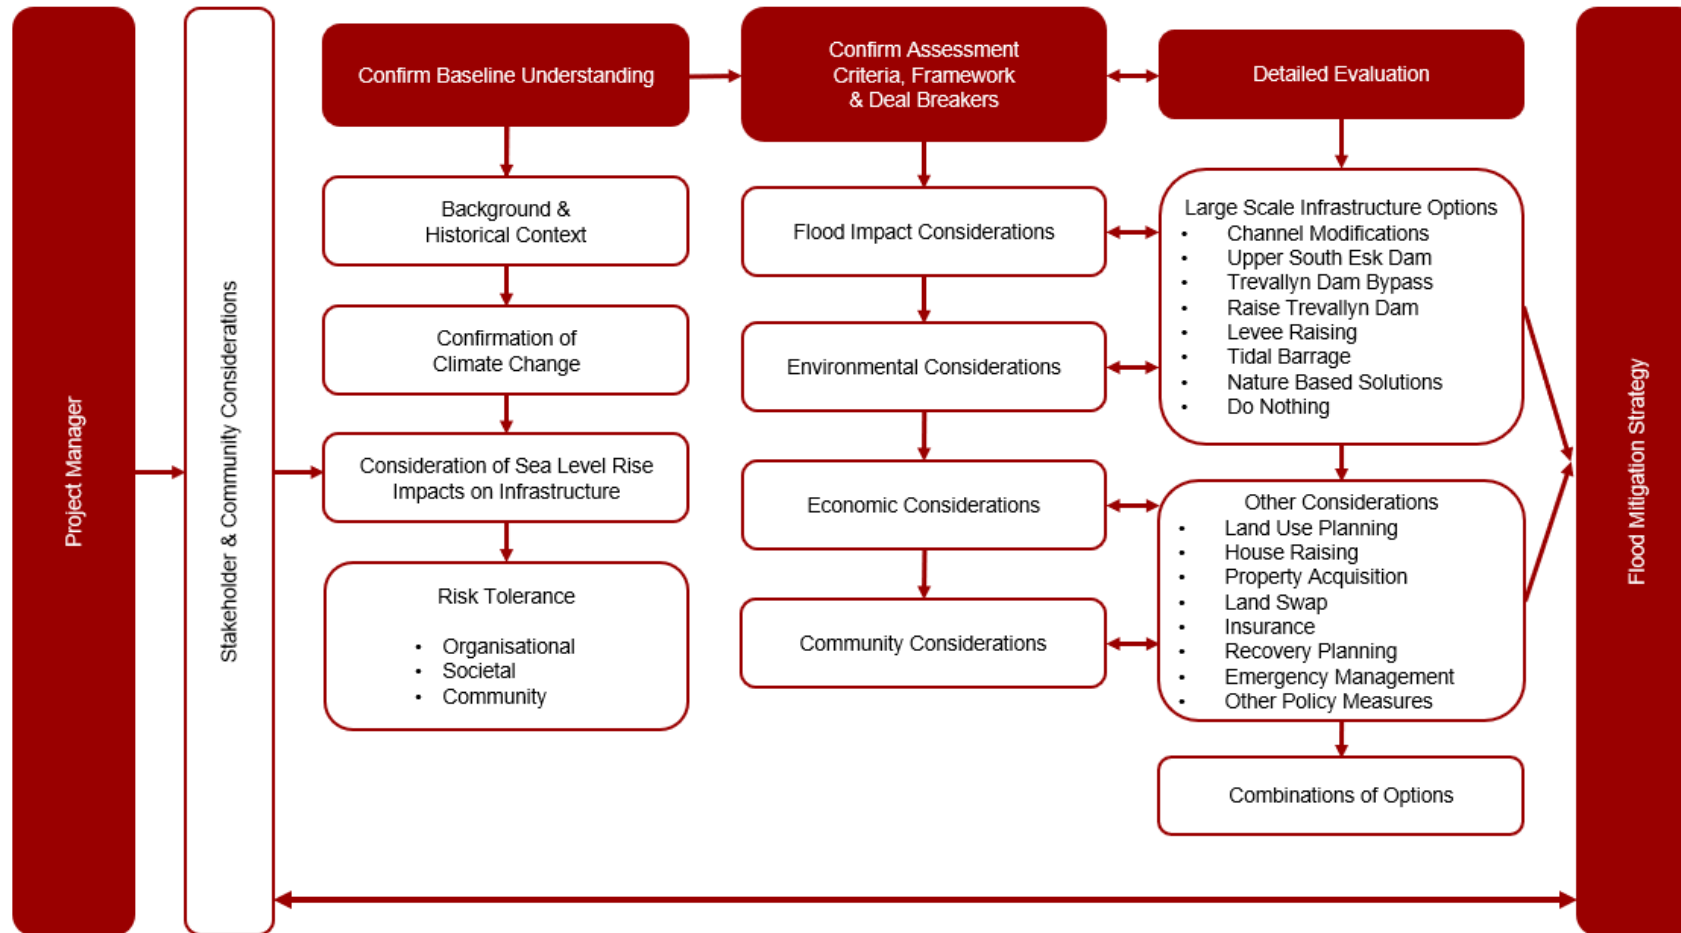 Project Manager
Stakeholder & Community Considerations
Confirm Baseline Understanding
Background &
Historical Context
Confirmation of
Climate Change
Consideration of Sea Level Rise
Impacts on Infrastructure
Risk Tolerance
• Organisational
• Societal
• Community
Confirm Assessment
Criteria, Framework
& Deal Breakers
Flood Impact Considerations
Environmental Considerations
Economic Considerations
Community Considerations
Detailed Evaluation
Large Scale Infrastructure Options
• Channel Modifications
• Upper South Esk Dam
• Trevallyn Dam Bypass
• Raise Trevallyn Dam
• Levee Raising
• Tidal Barrage
• Nature Based Solutions
• Do Nothing
Other Considerations
• Land Use Planning
• House Raising
• Property Acquisition
• Land Swap
• Insurance
• Recovery Planning
• Emergency Management
• Other Policy Measures
Combinations of Options
Flood Mitigation Strategy